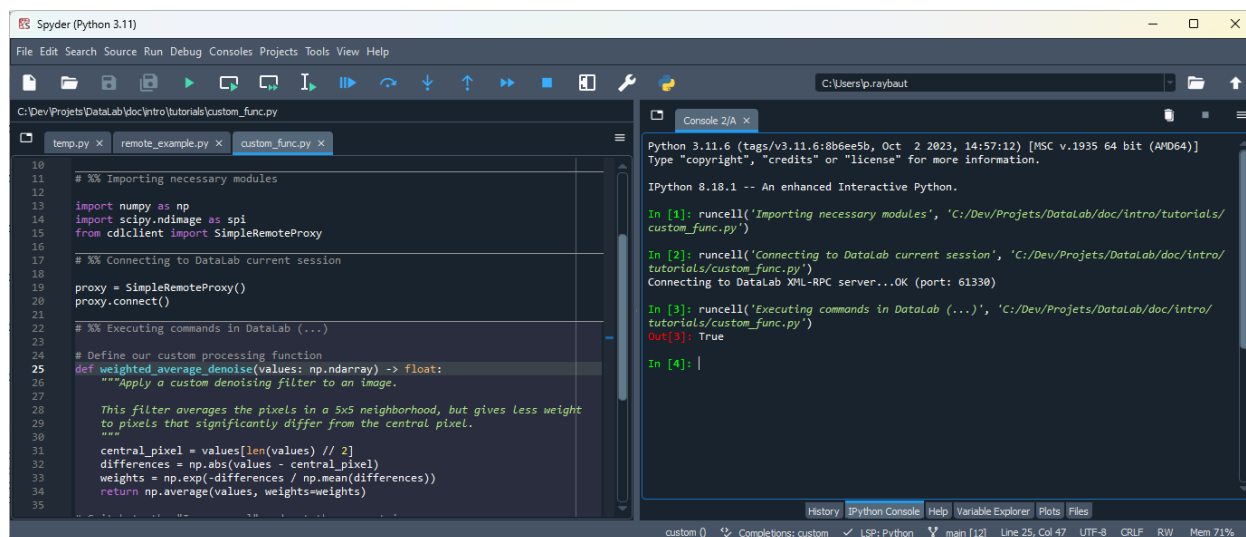 Spyder (Python 3.11)
File Edit Search Source Run Debug Consoles Projects Tools View Help
C:\Users\p.raybaut
C:\Dev\Projets\DataLab\doc\intro\tutorials\custom_func.py
temp.py remote_example.py custom_func.py
10
11 # %% Importing necessary modules
12
13 import numpy as np
14 import scipy.ndimage as spi
15 from cdlclient import SimpleRemoteProxy
16
17 # %% Connecting to DataLab current session
18
19 proxy = SimpleRemoteProxy()
20 proxy.connect()
21
22 # %% Executing commands in DataLab (...)
23
24 # Define our custom processing function
25 def weighted_average_denoise(values: np.ndarray) -> float:
26 """Apply a custom denoising filter to an image.
27
28 This filter averages the pixels in a 5x5 neighborhood, but gives less weight
29 to pixels that significantly differ from the central pixel.
30 """
31 central_pixel = values[len(values) // 2]
32 differences = np.abs(values - central_pixel)
33 weights = np.exp(-differences / np.mean(differences))
34 return np.average(values, weights=weights)
35
Console 2/A
Python 3.11.6 (tags/v3.11.6:8b6ee5b, Oct 2 2023, 14:57:12) [MSC v.1935 64 bit (AMD64)]
Type "copyright", "credits" or "license" for more information.
IPython 8.18.1 -- An enhanced Interactive Python.
In [1]: runcell('Importing necessary modules', 'C:/Dev/Projets/DataLab/doc/intro/tutorials/
custom_func.py')
In [2]: runcell('Connecting to DataLab current session', 'C:/Dev/Projets/DataLab/doc/intro/
tutorials/custom_func.py')
Connecting to DataLab XML-RPC server...OK (port: 61330)
In [3]: runcell('Executing commands in DataLab (...)', 'C:/Dev/Projets/DataLab/doc/intro/
tutorials/custom_func.py')
Out[3]: True
In [4]:
History IPython Console Help Variable Explorer Plots Files
custom () Completions: custom LSP: Python main [12] Line 25, Col 47 UTF-8 CRLF RW Mem 71%